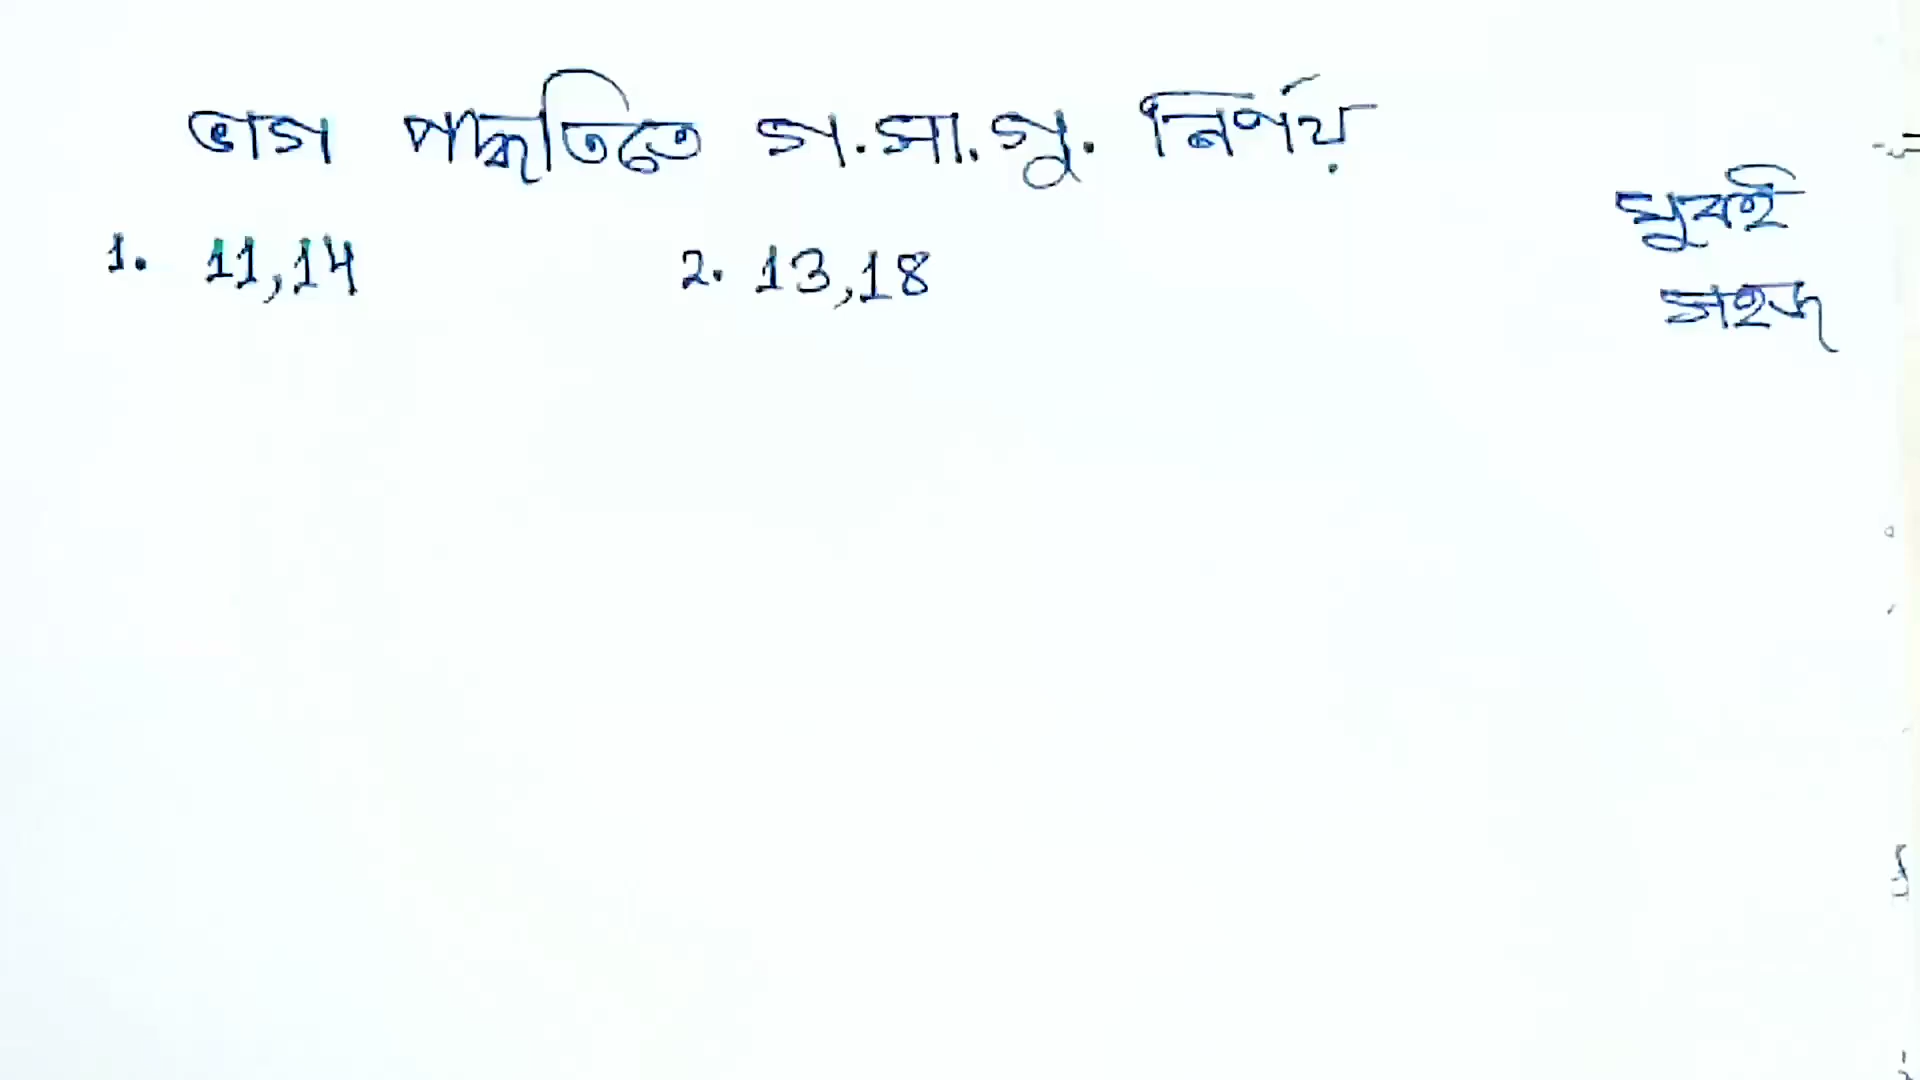 ভাগ পদ্ধতিতে গ.সা.গু. নির্ণয়
1. 11,14 2. 13,18
খুবই
সহজ